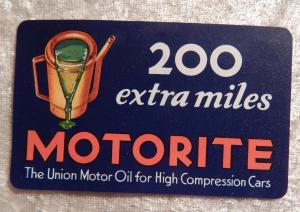 200
extra miles
MOTORITE
The Union Motor Oil for High Compression Cars